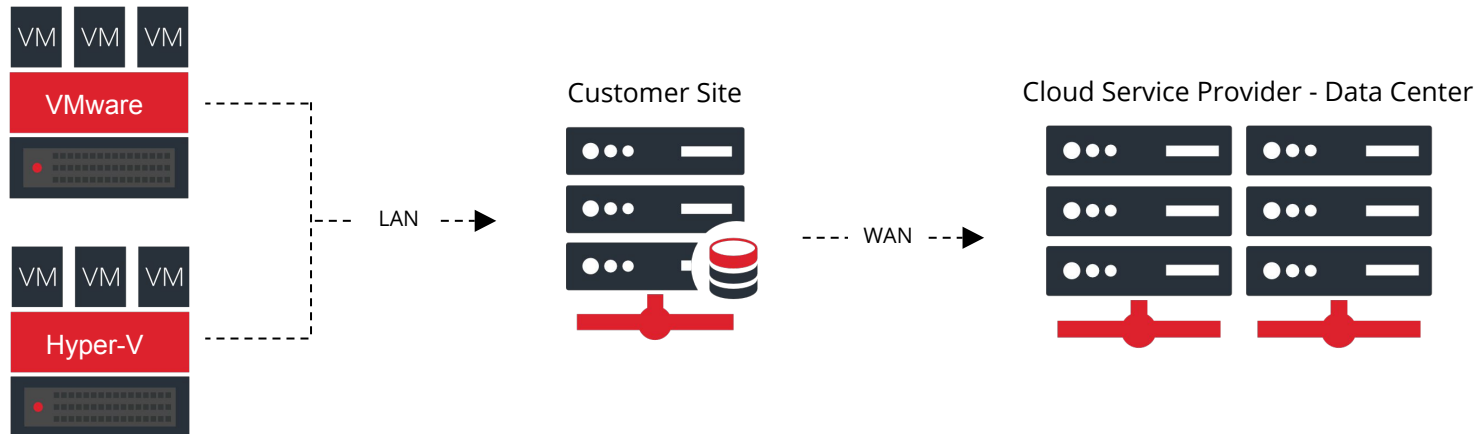 VM VM VM
VMware
VM VM VM
Hyper-V
LAN
Customer Site
WAN
Cloud Service Provider - Data Center